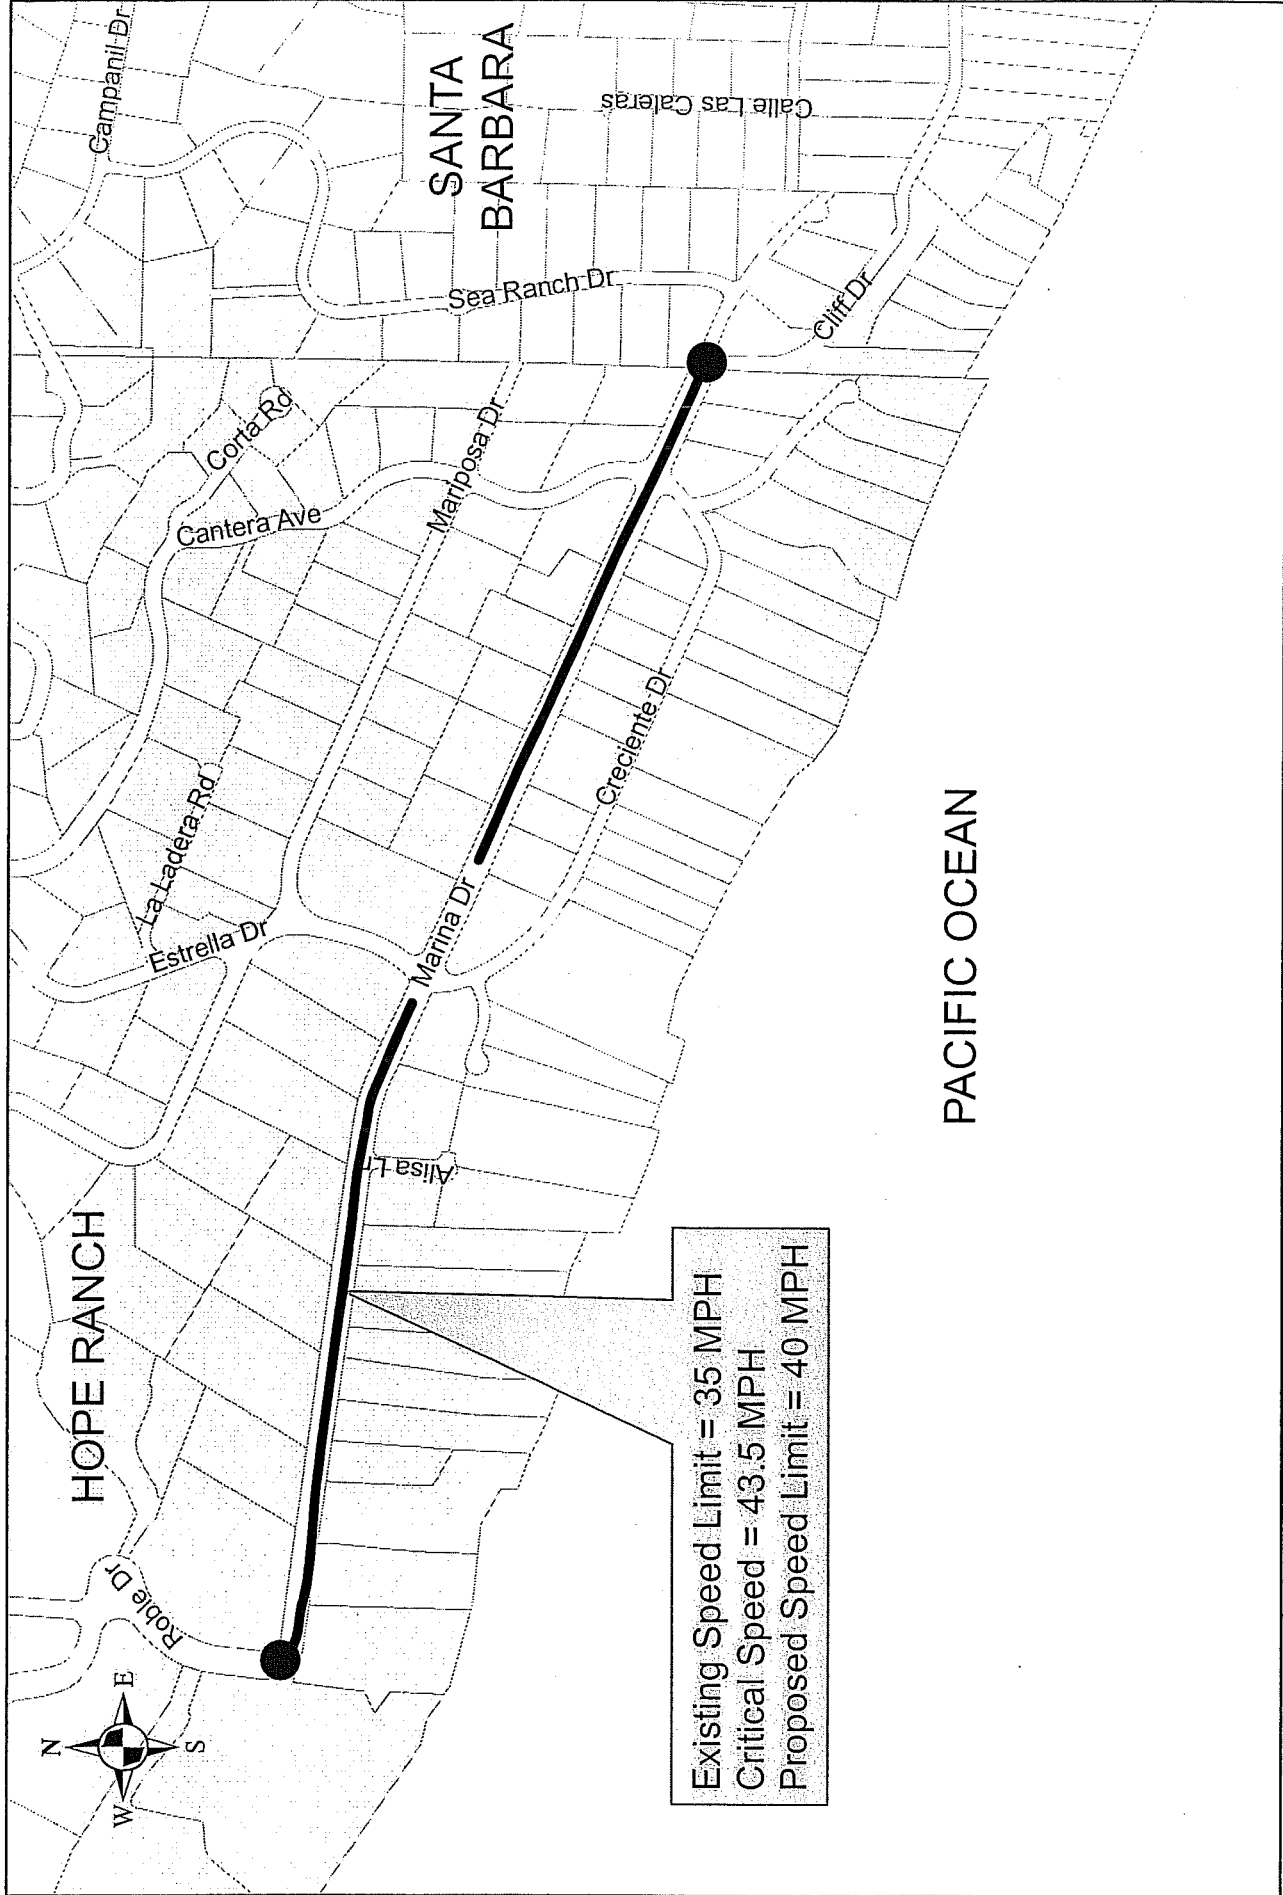 Campanil Dr
SANTA
BARBARA
Calle Las Caleras
Sea Ranch Dr
Cliff Dr
Corta Rd
Cantera Ave
Mariposa Dr
Creciente Dr
La Ladera Rd
Estrella Dr
Marina Dr
Alisa Ln
HOPE RANCH
Roble Dr
N
W
E
S
PACIFIC OCEAN
Existing Speed Limit = 35 MPH
Critical Speed = 43.5 MPH
Proposed Speed Limit = 40 MPH